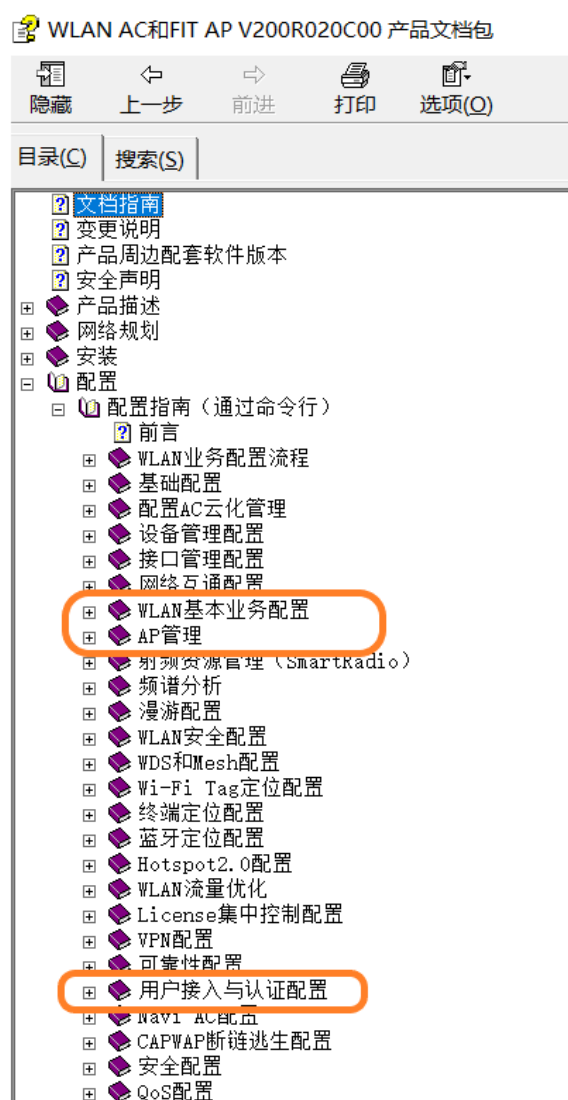 WLAN AC和FIT AP V200R020C00 产品文档包
隐藏 上一步 前进 打印 选项(O)
目录(C) 搜索(S)
文档指南
变更说明
产品周边配套软件版本
安全声明
产品描述
网络规划
安装
配置
配置指南（通过命令行）
前言
WLAN业务配置流程
基础配置
配置AC云化管理
设备管理配置
接口管理配置
网络互通配置
WLAN基本业务配置
AP管理
射频资源管理（SmartRadio）
频谱分析
漫游配置
WLAN安全配置
WDS和Mesh配置
Wi-Fi Tag定位配置
终端定位配置
蓝牙定位配置
Hotspot2.0配置
WLAN流量优化
License集中控制配置
VPN配置
可靠性配置
用户接入与认证配置
Navi AC配置
CAPWAP断链逃生配置
安全配置
QoS配置